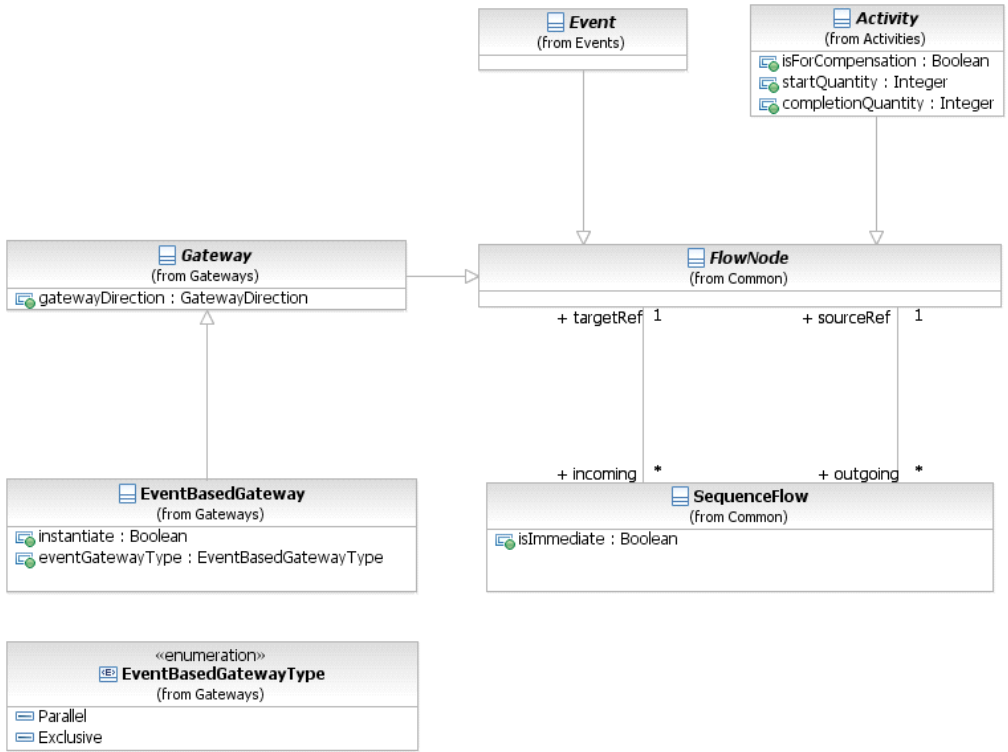 Event
(from Events)
Activity
(from Activities)
isForCompensation : Boolean
startQuantity : Integer
completionQuantity : Integer
Gateway
(from Gateways)
gatewayDirection : GatewayDirection
FlowNode
(from Common)
+ targetRef 1
+ sourceRef 1
+ incoming *
+ outgoing *
EventBasedGateway
(from Gateways)
instantiate : Boolean
eventGatewayType : EventBasedGatewayType
SequenceFlow
(from Common)
isImmediate : Boolean
«enumeration»
<E> EventBasedGatewayType
(from Gateways)
Parallel
Exclusive